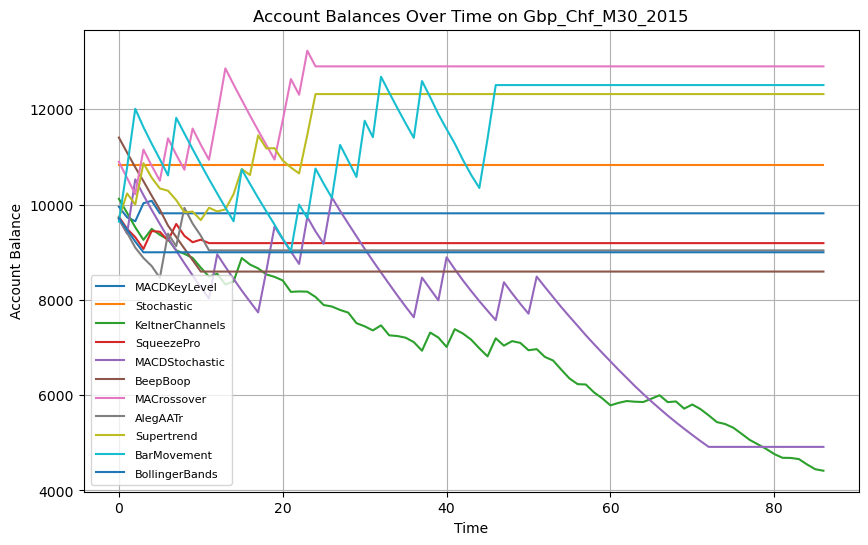 Account Balances Over Time on Gbp_Chf_M30_2015
Account Balance
12000
10000
8000
6000
4000
MACDKeyLevel
Stochastic
KeltnerChannels
SqueezePro
MACDStochastic
BeepBoop
MACrossover
AlegAATr
Supertrend
BarMovement
BollingerBands
0
20
40
60
80
Time